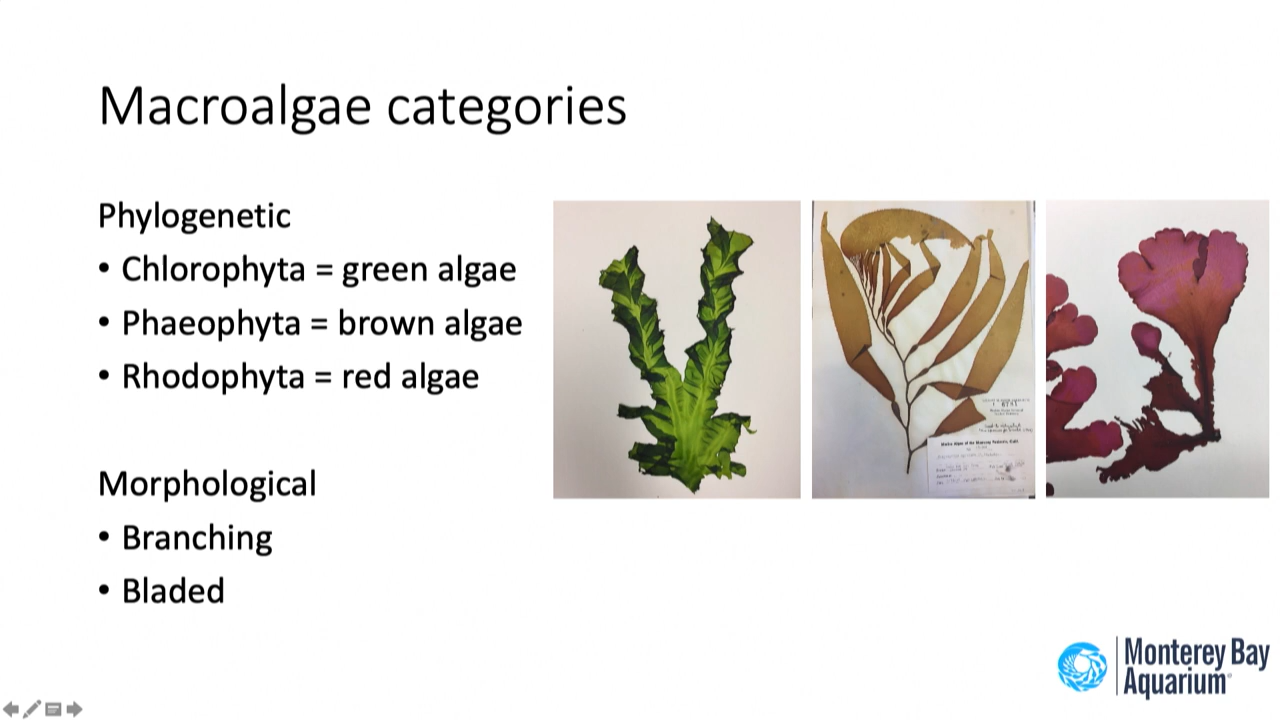 Macroalgae categories
Phylogenetic
• Chlorophyta = green algae
• Phaeophyta = brown algae
• Rhodophyta = red algae
Morphological
• Branching
• Bladed
Monterey Bay
Aquarium